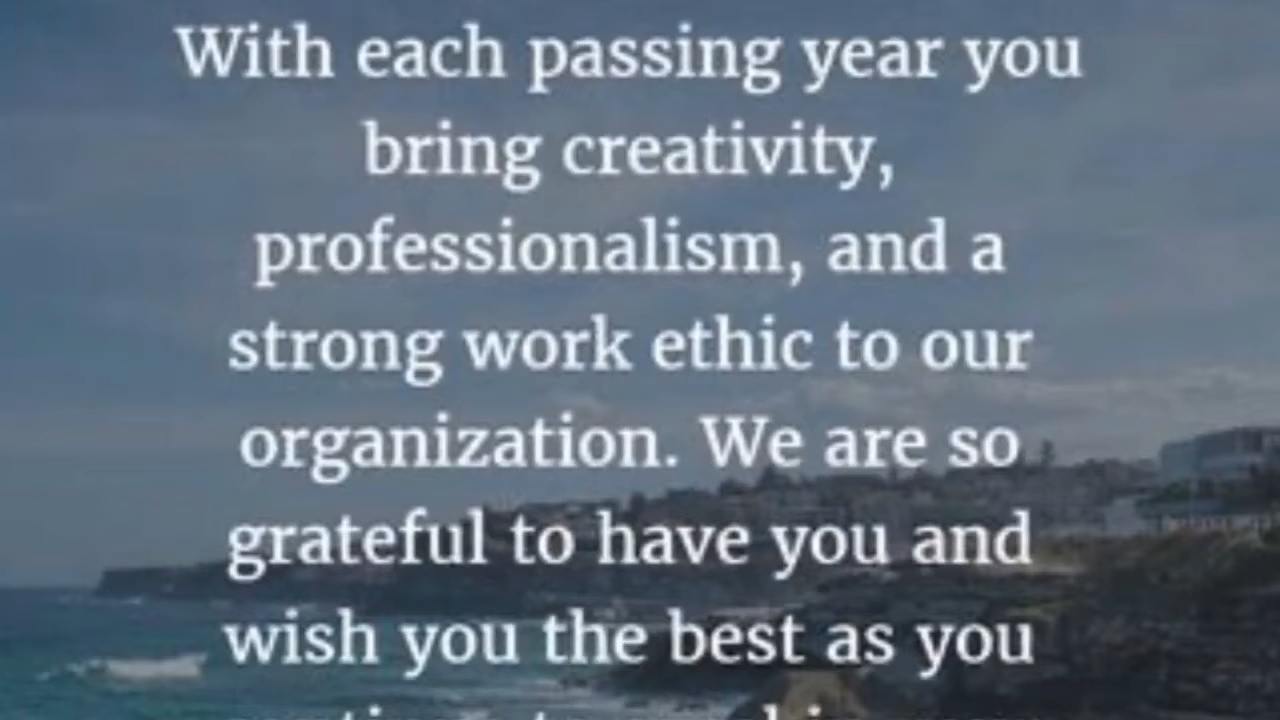 With each passing year you
bring creativity,
professionalism, and a
strong work ethic to our
organization. We are so
grateful to have you and
wish you the best as you